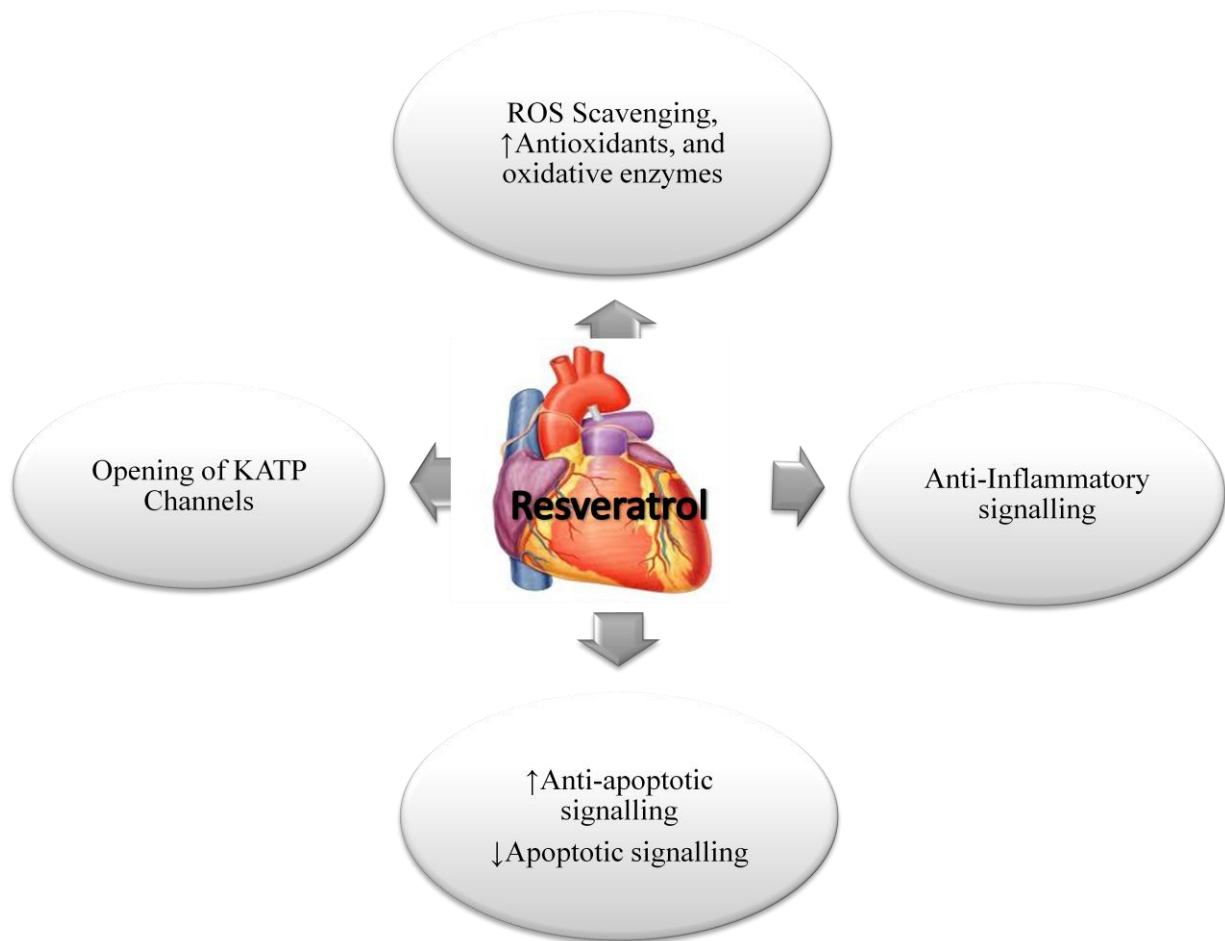 ROS Scavenging,
↑Antioxidants, and
oxidative enzymes
Opening of KATP
Channels
Resveratrol
Anti-Inflammatory
signalling
↑Anti-apoptotic
signalling
↓Apoptotic signalling